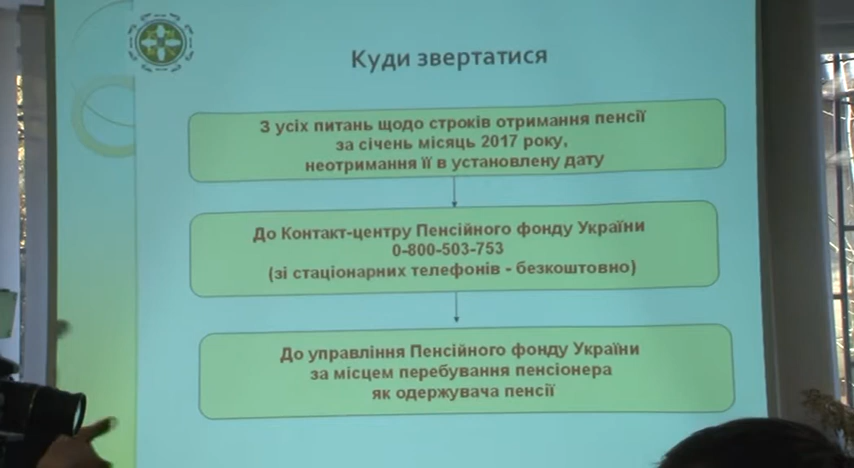 Куди звертатися
З усіх питань щодо строків отримання пенсії
за січень місяць 2017 року,
неотримання її в установлену дату
До Контакт-центру Пенсійного фонду України
0-800-503-753
(зі стаціонарних телефонів - безкоштовно)
До управління Пенсійного фонду України
за місцем перебування пенсіонера
як одержувача пенсії